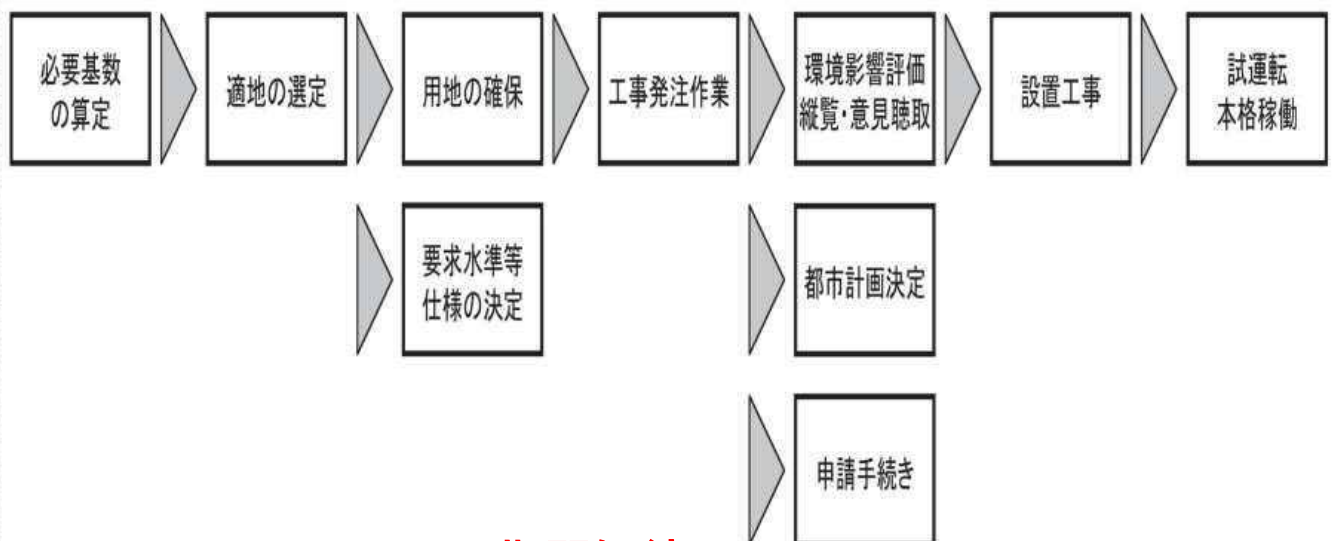 必要基数
の算定
適地の選定
用地の確保
工事発注作業
環境影響評価
縦覧・意見聴取
設置工事
試運転
本格稼働
要求水準等
仕様の決定
都市計画決定
申請手続き